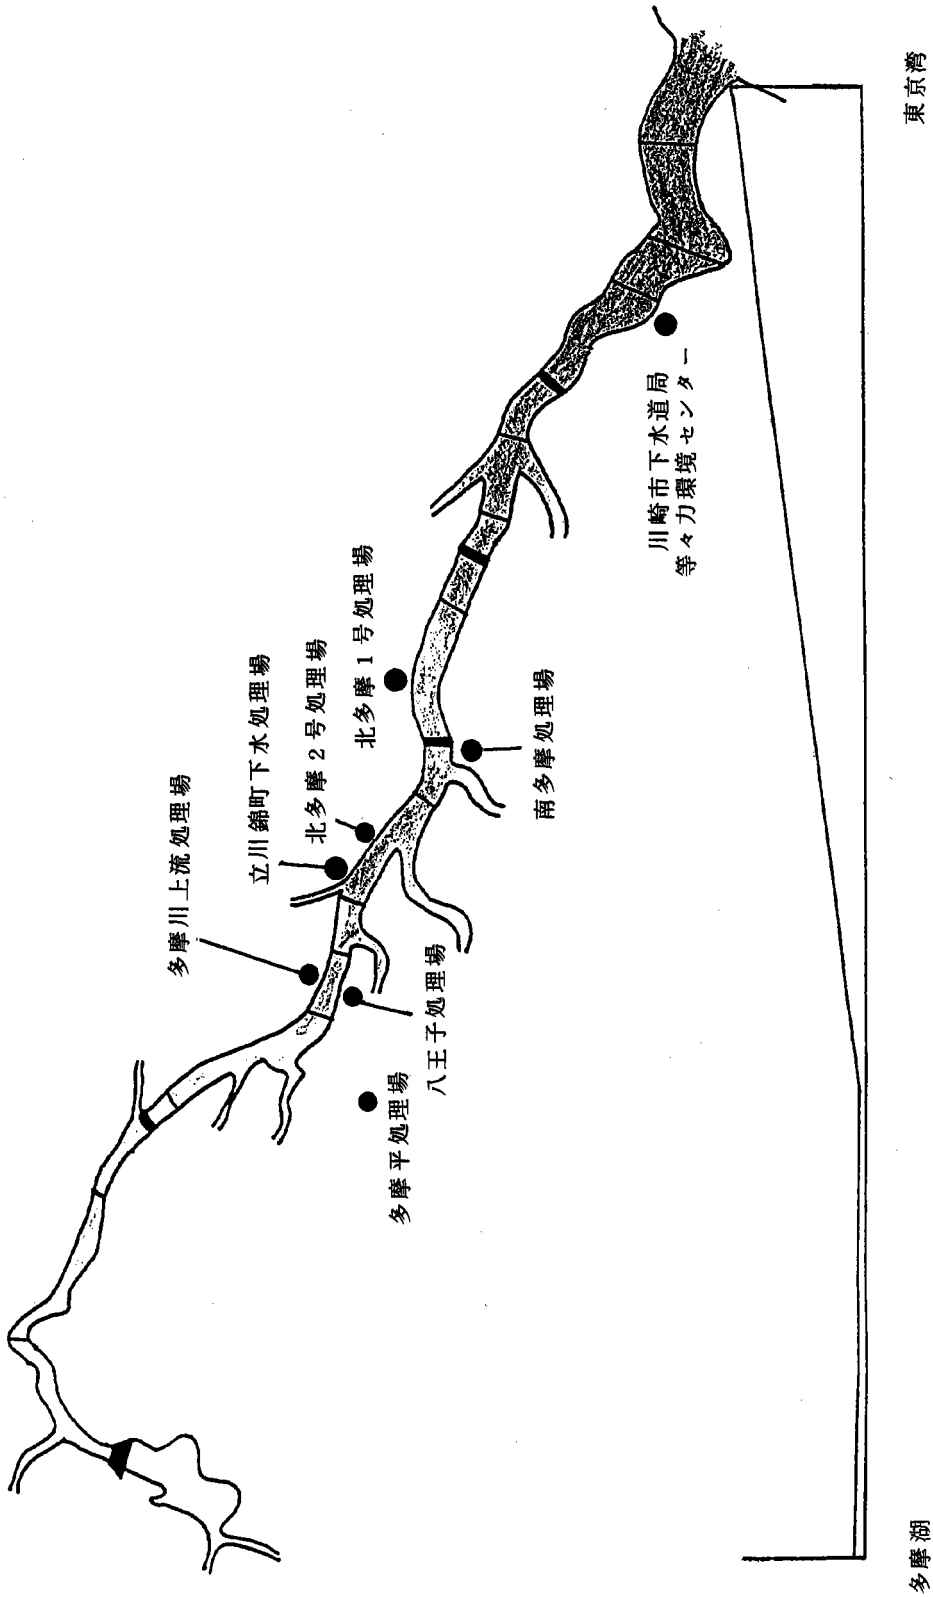 多摩川上流処理場
立川錦町下水処理場
北多摩2号処理場
北多摩1号処理場
多摩平処理場
八王子処理場
南多摩処理場
川崎市下水道局
等々力環境センター
多摩湖
東京湾